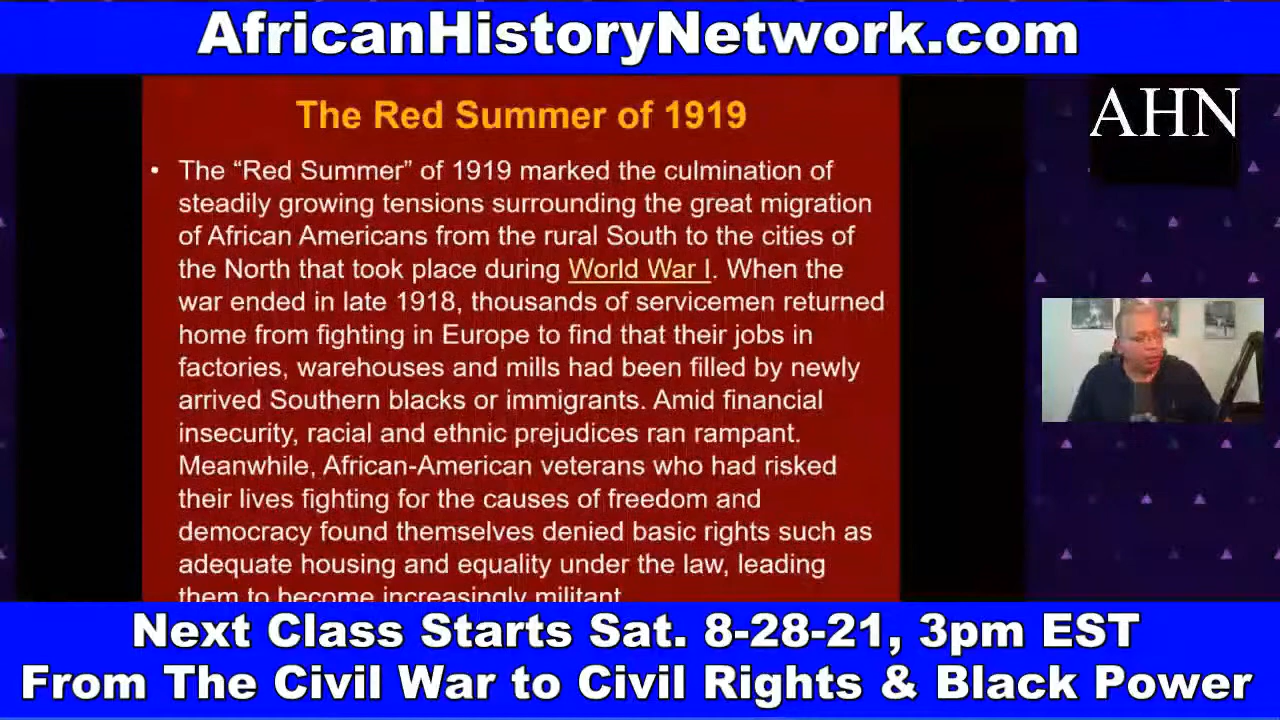 AfricanHistoryNetwork.com
AHN
The Red Summer of 1919
• The “Red Summer” of 1919 marked the culmination of
steadily growing tensions surrounding the great migration
of African Americans from the rural South to the cities of
the North that took place during World War I. When the
war ended in late 1918, thousands of servicemen returned
home from fighting in Europe to find that their jobs in
factories, warehouses and mills had been filled by newly
arrived Southern blacks or immigrants. Amid financial
insecurity, racial and ethnic prejudices ran rampant.
Meanwhile, African-American veterans who had risked
their lives fighting for the causes of freedom and
democracy found themselves denied basic rights such as
adequate housing and equality under the law, leading
them to become increasingly militant.
Next Class Starts Sat. 8-28-21, 3pm EST
From The Civil War to Civil Rights & Black Power